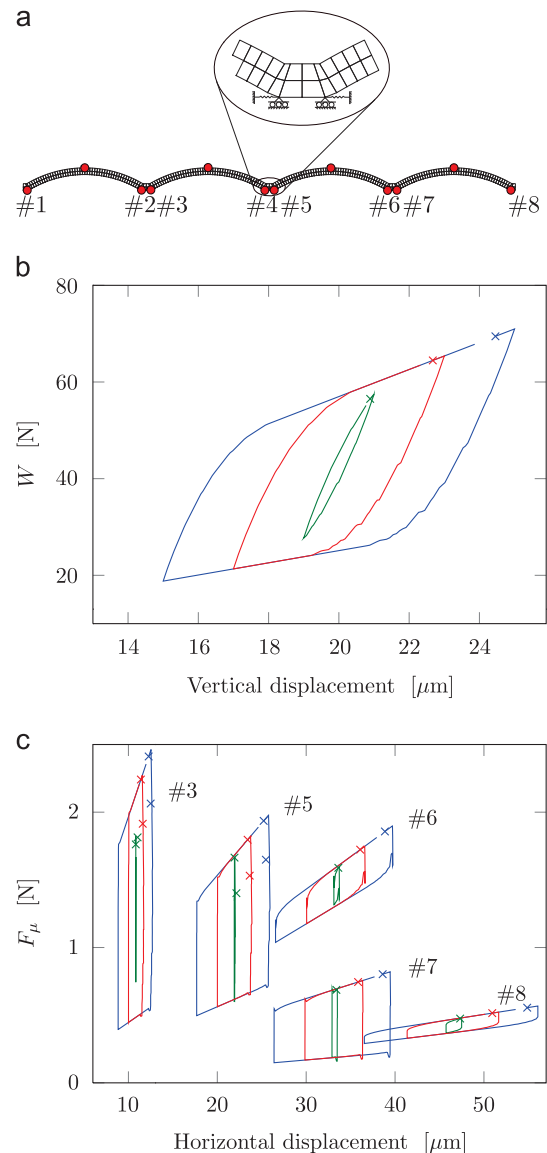 a
#1 #2 #3 #4 #5 #6 #7 #8
b
80
60
40
20
W [N]
14 16 18 20 22 24
Vertical displacement [μm]
c
2
1
0
F_μ [N]
#3
#5
#6
#7
#8
10 20 30 40 50
Horizontal displacement [μm]